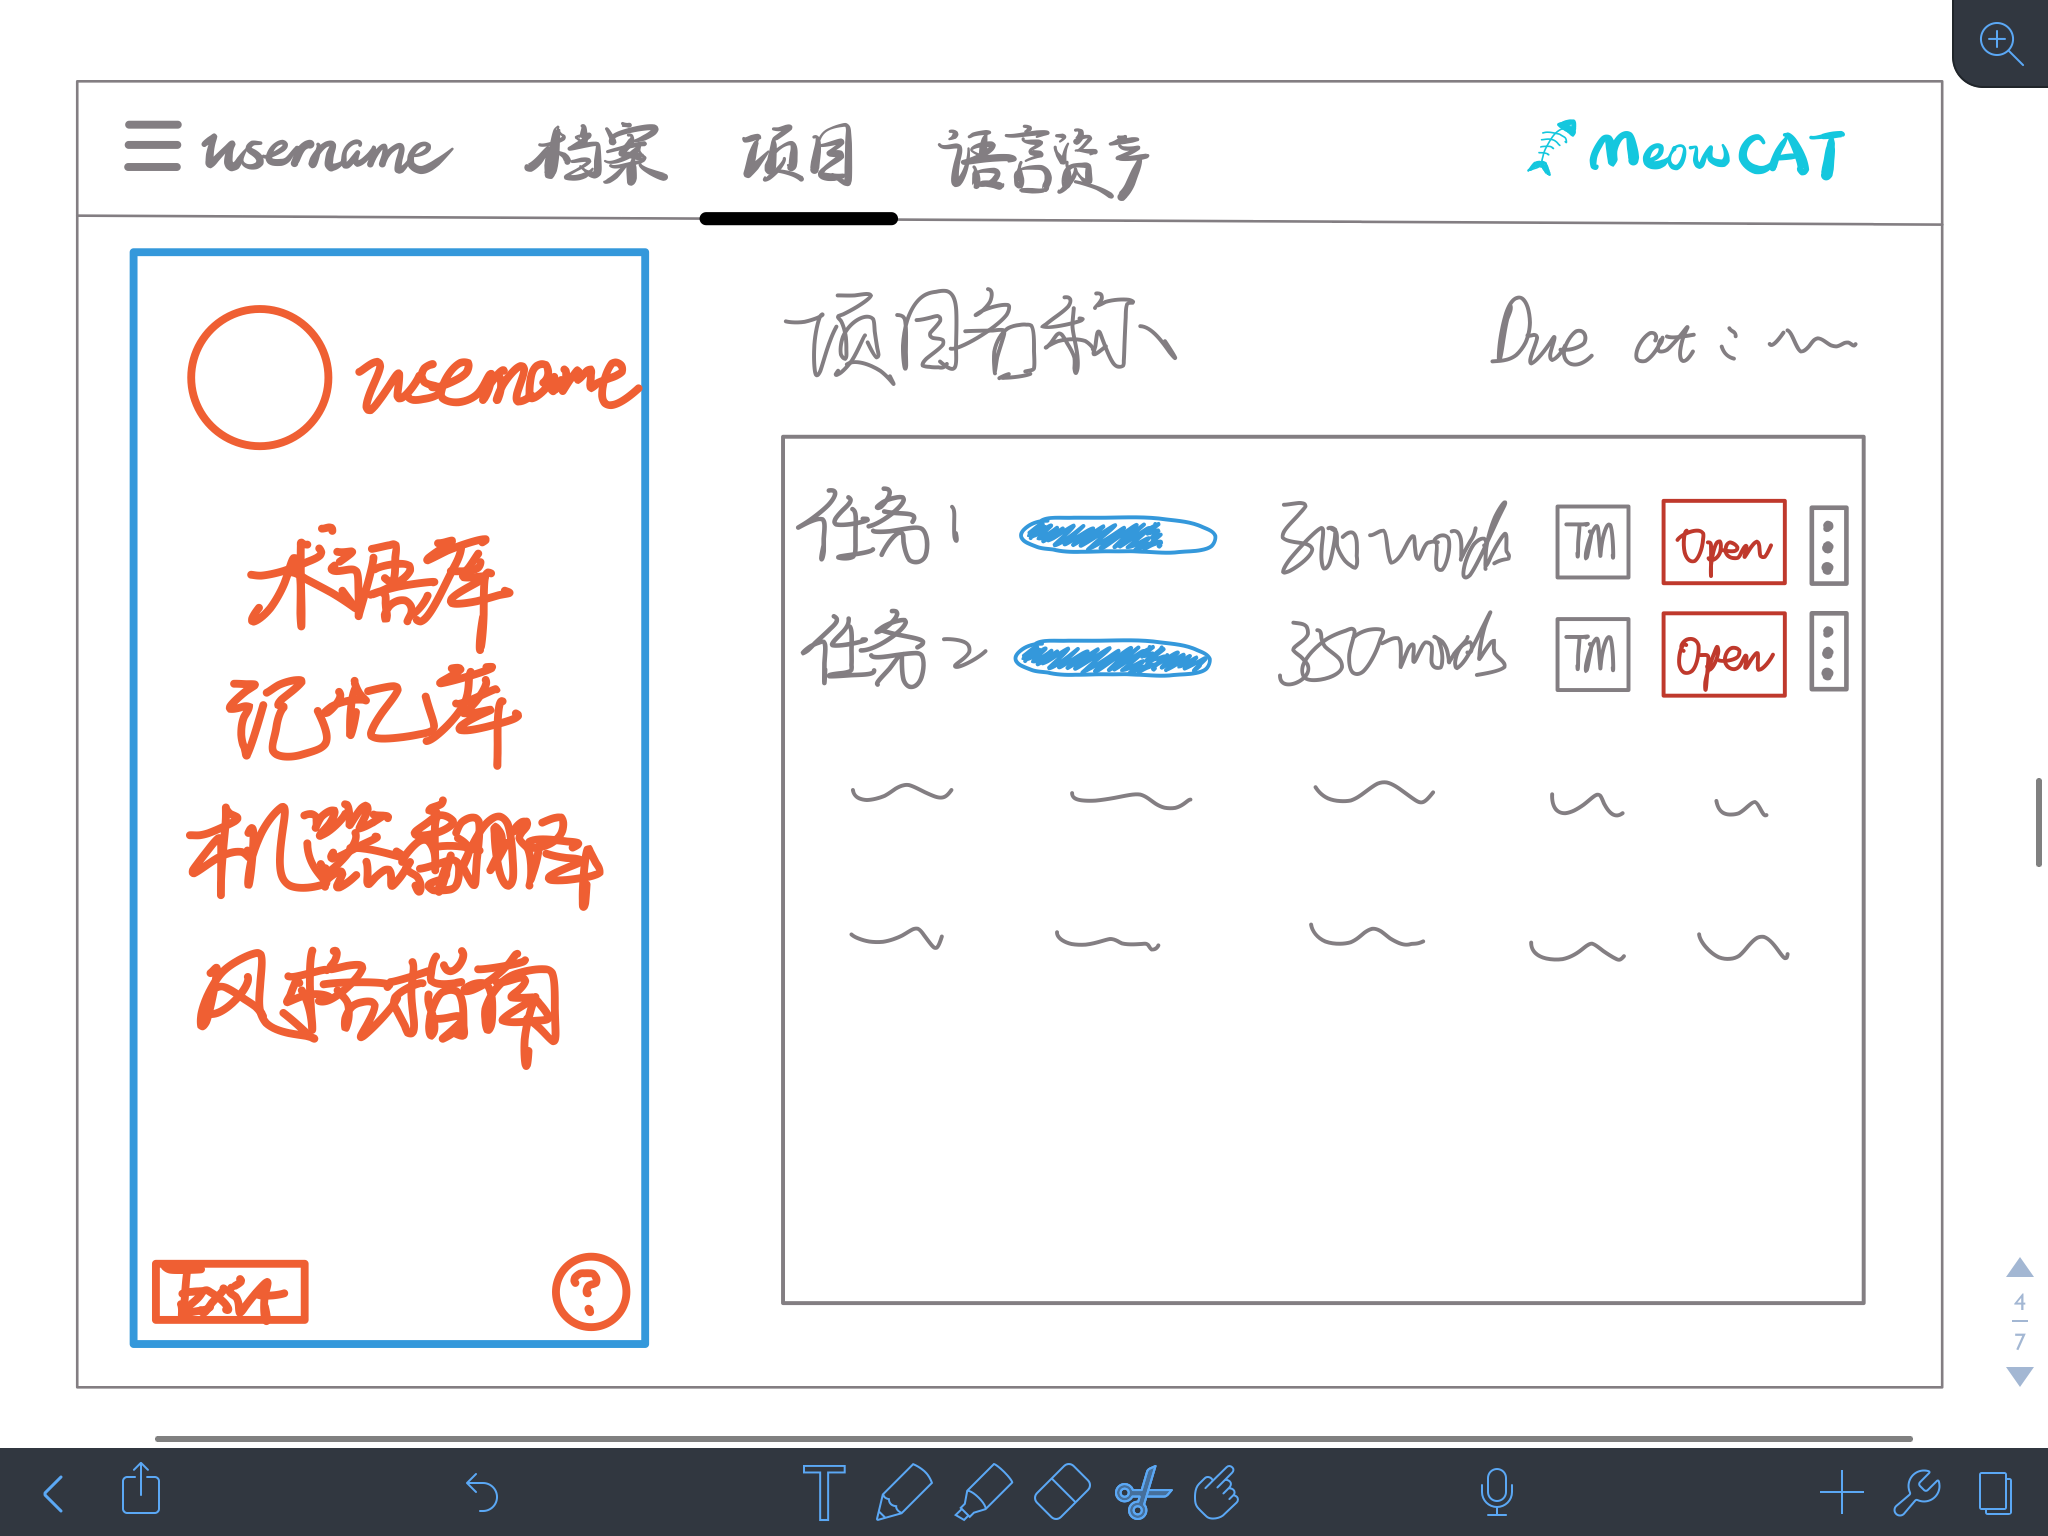 username 档案 项目 语言资产 MeowCAT
username
术语库
记忆库
机器翻译
风格指南
Exit ?
项目名称 Due at:
任务1 300 words TM Open
任务2 350 words TM Open
4
7
T